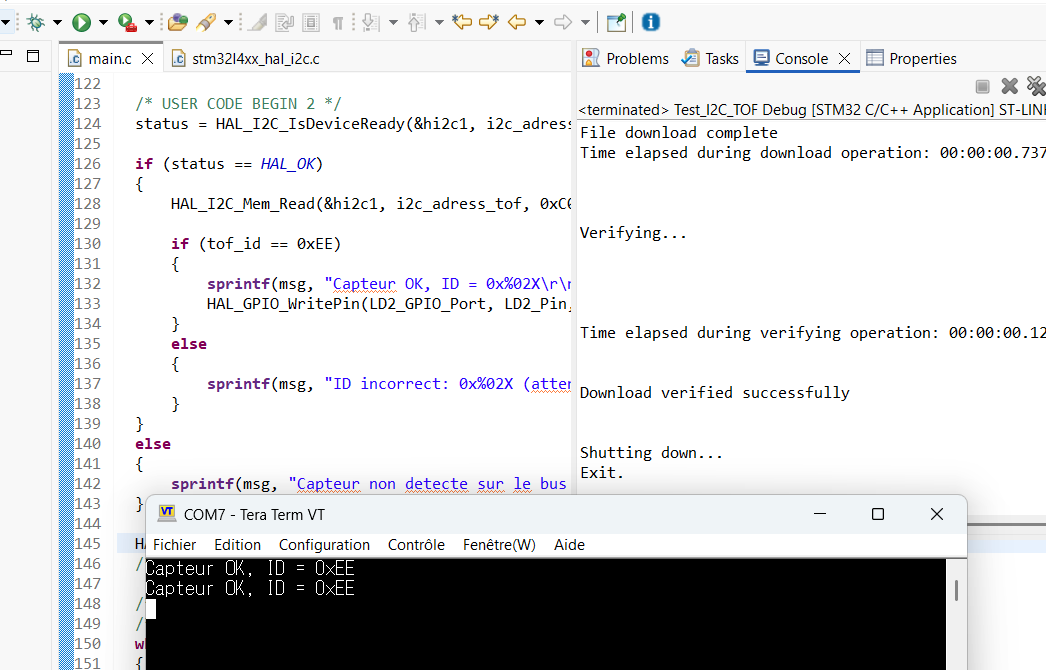 main.c
stm32l4xx_hal_i2c.c
122
123 /* USER CODE BEGIN 2 */
124 status = HAL_I2C_IsDeviceReady(&hi2c1, i2c_adress
125
126 if (status == HAL_OK)
127 {
128 HAL_I2C_Mem_Read(&hi2c1, i2c_adress_tof, 0xC0
129
130 if (tof_id == 0xEE)
131 {
132 sprintf(msg, "Capteur OK, ID = 0x%02X\r\n
133 HAL_GPIO_WritePin(LD2_GPIO_Port, LD2_Pin,
134 }
135 else
136 {
137 sprintf(msg, "ID incorrect: 0x%02X (atten
138 }
139 }
140 else
141 {
142 sprintf(msg, "Capteur non detecte sur le bus
143 }
144
145 HA
146 /
147
148 /
149 /
150 wh
151 {
Problems
Tasks
Console
Properties
<terminated> Test_I2C_TOF Debug [STM32 C/C++ Application] ST-LINK
File download complete
Time elapsed during download operation: 00:00:00.737
Verifying...
Time elapsed during verifying operation: 00:00:00.12
Download verified successfully
Shutting down...
Exit.
VT
COM7 - Tera Term VT
Fichier Edition Configuration Contrôle Fenêtre(W) Aide
Capteur OK, ID = 0xEE
Capteur OK, ID = 0xEE